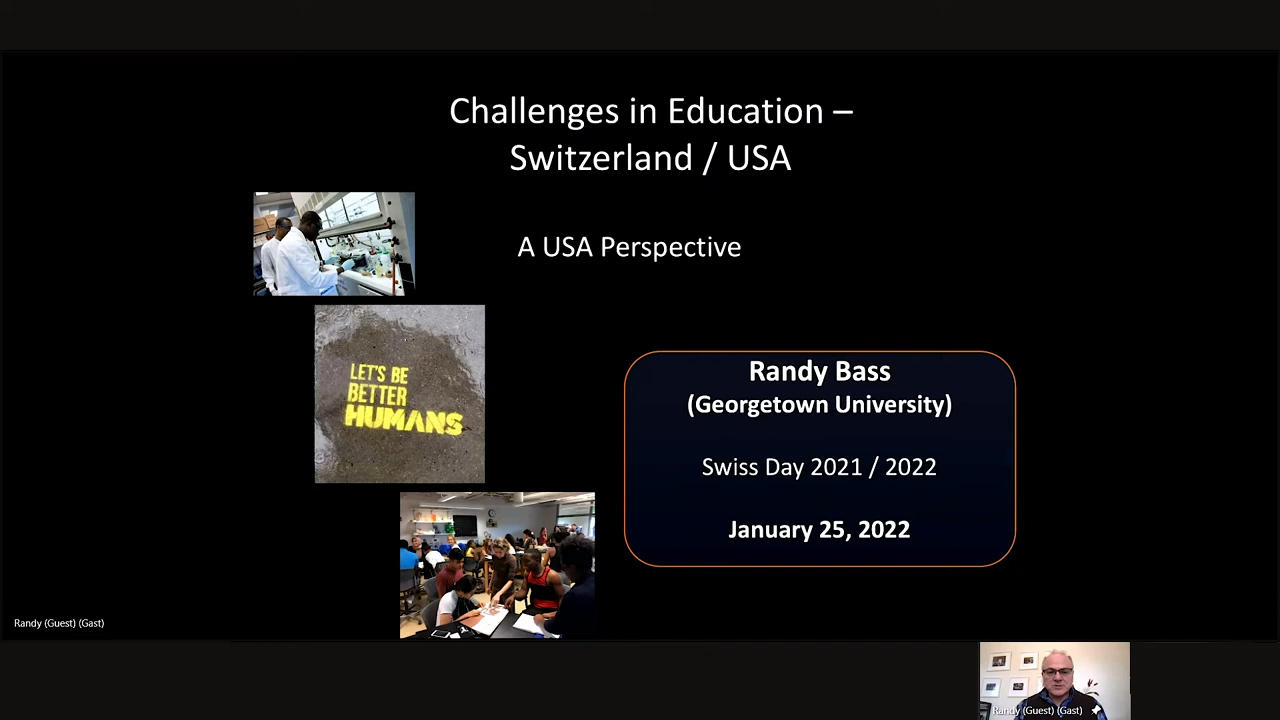 Challenges in Education –
Switzerland / USA
A USA Perspective
LET'S BE
BETTER
HUMANS
Randy Bass
(Georgetown University)
Swiss Day 2021 / 2022
January 25, 2022
Randy (Guest) (Gast)
Randy (Guest) (Gast)